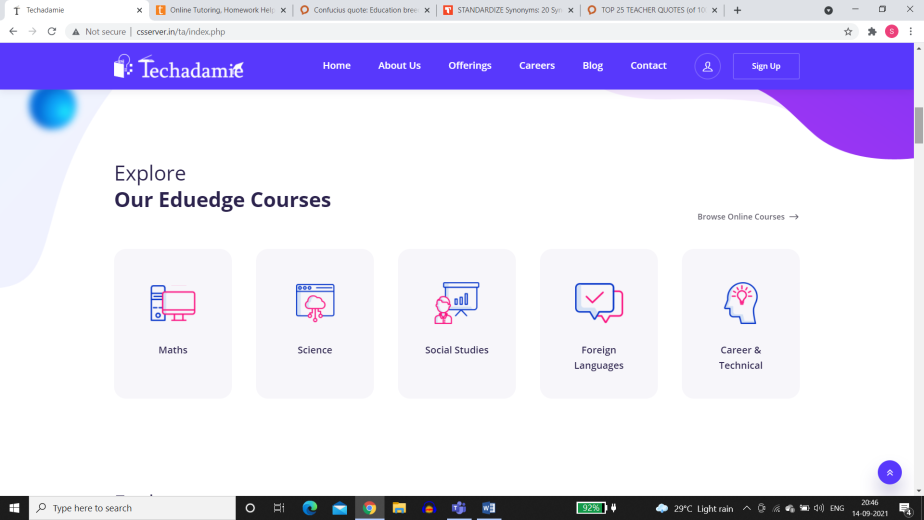 Techadamie
Online Tutoring, Homework Help
Confucius quote: Education bree
STANDARDIZE Synonyms: 20 Syn
TOP 25 TEACHER QUOTES (of 10
Not secure | csserver.in/ta/index.php
S
Techadamie
Home
About Us
Offerings
Careers
Blog
Contact
Sign Up
Explore
Our Eduedge Courses
Browse Online Courses
Maths
Science
Social Studies
Foreign
Languages
Career &
Technical
Type here to search
92%
29°C Light rain
ENG
20:46
14-09-2021
4